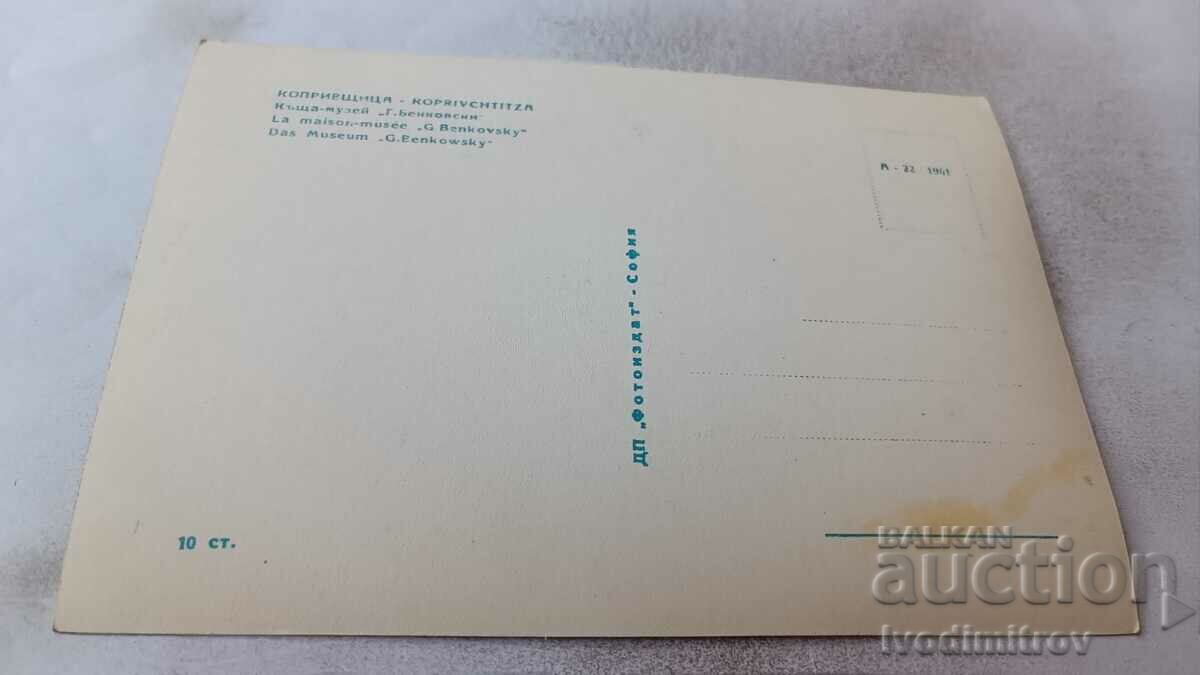 КОПРИВЩИЦА - KOPRIVCHTITZA
Къща-музей „Г.Бенковски"
La maison-musée „G.Benkovsky"
Das Museum „G.Benkowsky"
А - 22 / 1961
ДП „Фотоиздат" - София
10 ст.
BALKAN
auction
Ivodimitrov